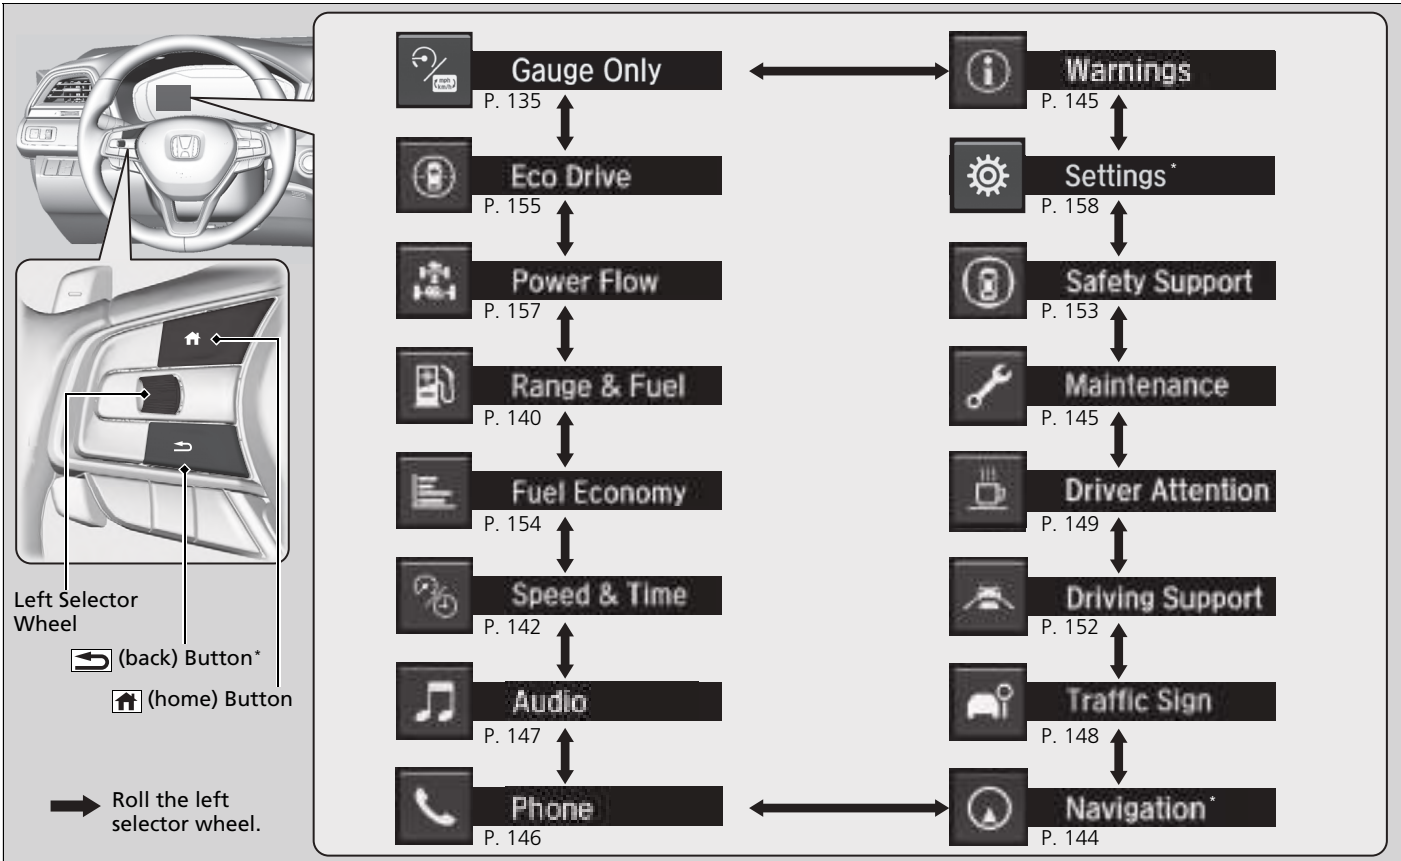 Gauge Only
P. 135
Eco Drive
P. 155
Power Flow
P. 157
Range & Fuel
P. 140
Fuel Economy
P. 154
Speed & Time
P. 142
Audio
P. 147
Phone
P. 146
Warnings
P. 145
Settings*
P. 158
Safety Support
P. 153
Maintenance
P. 145
Driver Attention
P. 149
Driving Support
P. 152
Traffic Sign
P. 148
Navigation*
P. 144
mph
km/h
Left Selector
Wheel
(back) Button*
(home) Button
Roll the left
selector wheel.